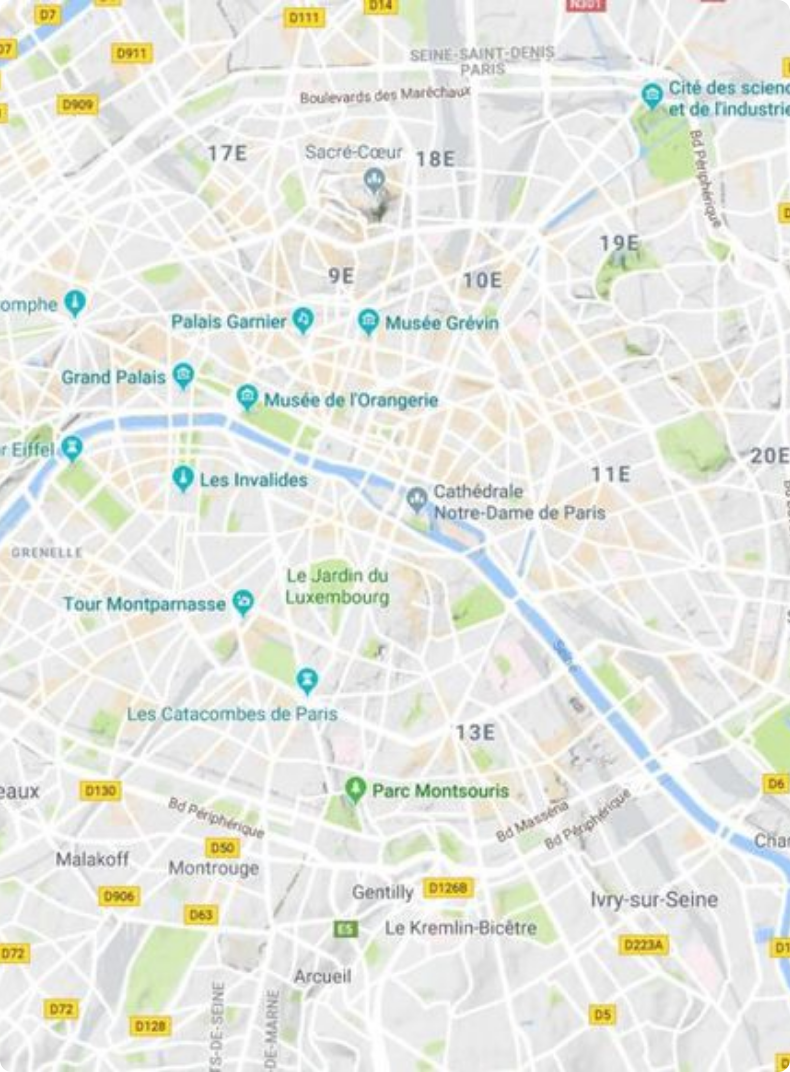 D7
D111
D14
N301
D7
D911
SEINE-SAINT-DENIS
PARIS
Boulevards des Maréchaux
D909
Cité des scienc
et de l'industrie
Bd Périphérique
17E
Sacré-Cœur
18E
19E
9E
10E
omphe
Palais Garnier
Musée Grévin
Grand Palais
Musée de l'Orangerie
r Eiffel
Les Invalides
11E
20E
Cathédrale
Notre-Dame de Paris
GRENELLE
Le Jardin du
Luxembourg
Tour Montparnasse
Seine
Les Catacombes de Paris
13E
eaux
D130
Parc Montsouris
D6
Bd Périphérique
Bd Masséna
Bd Périphérique
D50
Malakoff
Montrouge
Char
D906
Gentilly
D126B
Ivry-sur-Seine
D63
E5
Le Kremlin-Bicêtre
D72
D223A
D1
Arcueil
D72
D128
D5
TS-DE-SEINE
DE-MARNE